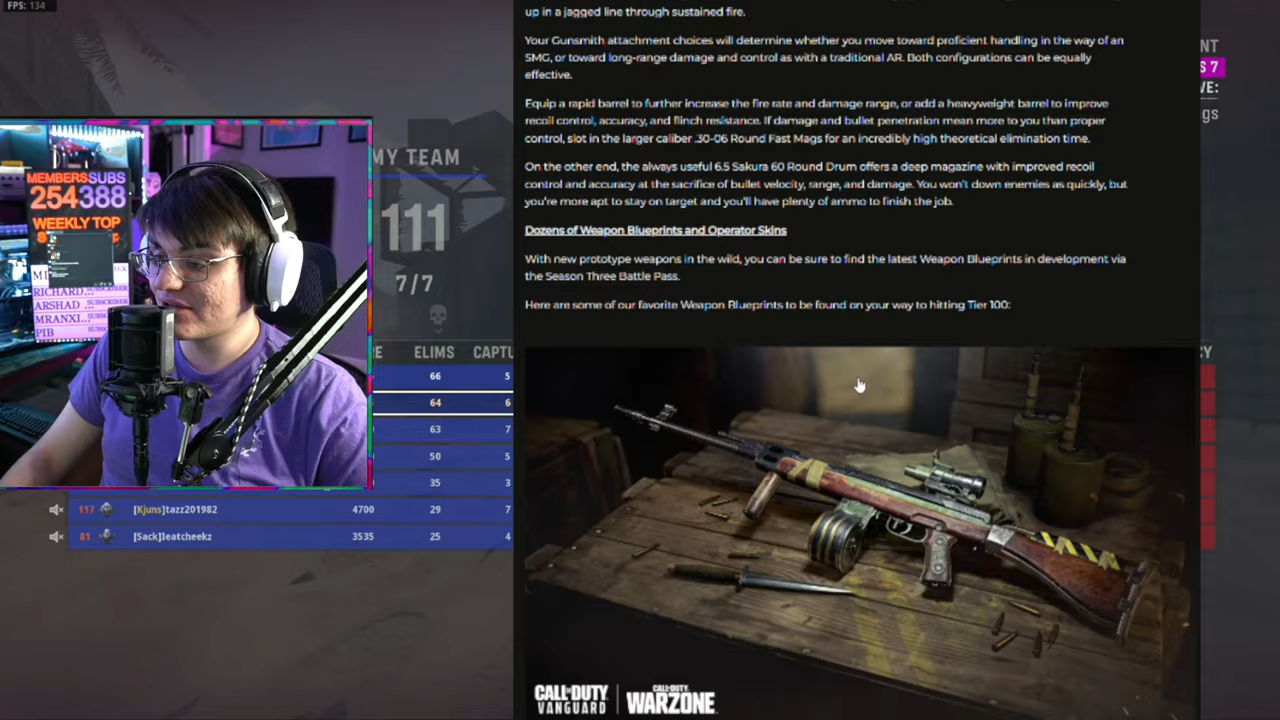 FPS: 134
up in a jagged line through sustained fire.
Your Gunsmith attachment choices will determine whether you move toward proficient handling in the way of an
SMG, or toward long-range damage and control as with a traditional AR. Both configurations can be equally
effective.
Equip a rapid barrel to further increase the fire rate and damage range, or add a heavyweight barrel to improve
recoil control, accuracy, and flinch resistance. If damage and bullet penetration mean more to you than proper
control, slot in the larger caliber .30-06 Round Fast Mags for an incredibly high theoretical elimination time.
On the other end, the always useful 6.5 Sakura 60 Round Drum offers a deep magazine with improved recoil
control and accuracy at the sacrifice of bullet velocity, range, and damage. You won't down enemies as quickly, but
you're more apt to stay on target and you'll have plenty of ammo to finish the job.
Dozens of Weapon Blueprints and Operator Skins
With new prototype weapons in the wild, you can be sure to find the latest Weapon Blueprints in development via
the Season Three Battle Pass.
Here are some of our favorite Weapon Blueprints to be found on your way to hitting Tier 100:
CALL OF DUTY VANGUARD
CALL OF DUTY WARZONE
MEMBERS SUBS
254 388
WEEKLY TOP
RICHARD
ARSHAD
MRANXI
PIB
MY TEAM
111
7/7
RE ELIMS CAPTU
66 5
64 6
63 7
50 5
35 3
117 [Kjuns]tazz201982 4700 29 7
81 [Sack]Ieatcheekz 3535 25 4
NT
S 7
VE:
gs
CY